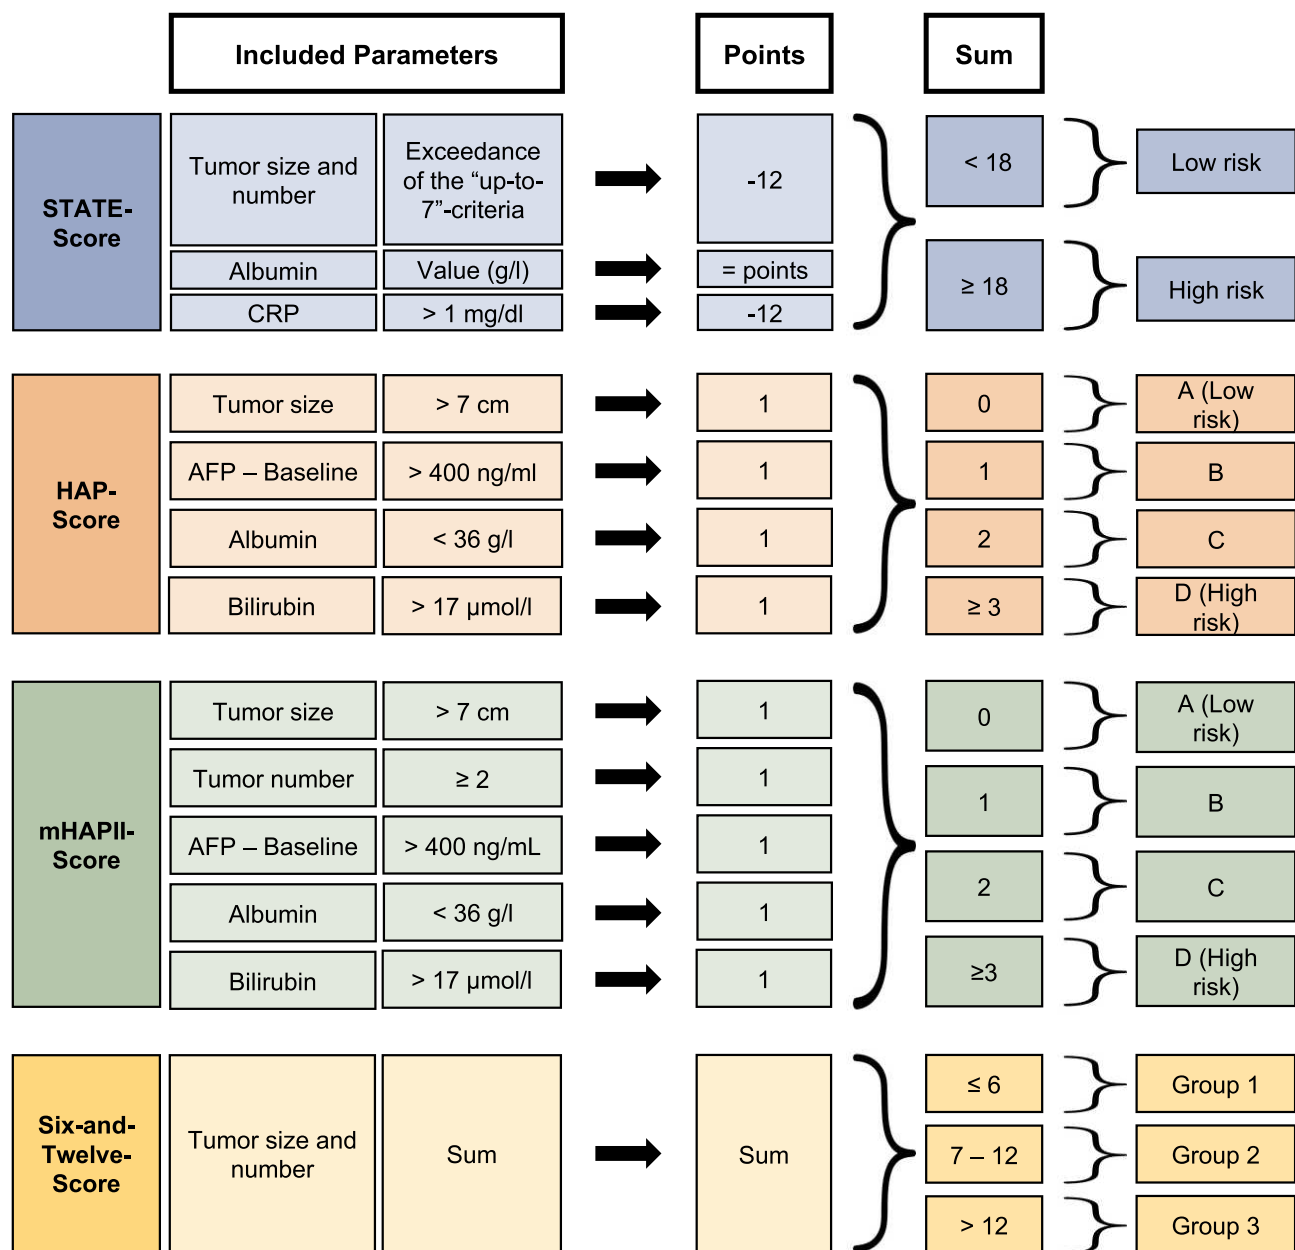 Included Parameters
Points
Sum
STATE-
Score
Tumor size and
number
Exceedance
of the “up-to-
7”-criteria
-12
Albumin
Value (g/l)
= points
CRP
> 1 mg/dl
-12
< 18
Low risk
≥ 18
High risk
HAP-
Score
Tumor size
> 7 cm
1
AFP – Baseline
> 400 ng/ml
1
Albumin
< 36 g/l
1
Bilirubin
> 17 µmol/l
1
0
A (Low
risk)
1
B
2
C
≥ 3
D (High
risk)
mHAPII-
Score
Tumor size
> 7 cm
1
Tumor number
≥ 2
1
AFP – Baseline
> 400 ng/mL
1
Albumin
< 36 g/l
1
Bilirubin
> 17 µmol/l
1
0
A (Low
risk)
1
B
2
C
≥3
D (High
risk)
Six-and-
Twelve-
Score
Tumor size and
number
Sum
Sum
≤ 6
Group 1
7 – 12
Group 2
> 12
Group 3